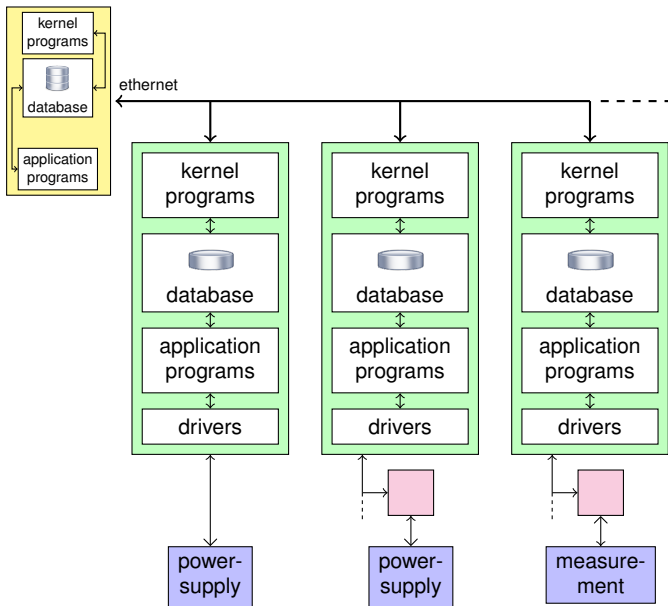 kernel
programs
database
application
programs
ethernet
kernel
programs
database
application
programs
drivers
power-
supply
kernel
programs
database
application
programs
drivers
power-
supply
kernel
programs
database
application
programs
drivers
measure-
ment